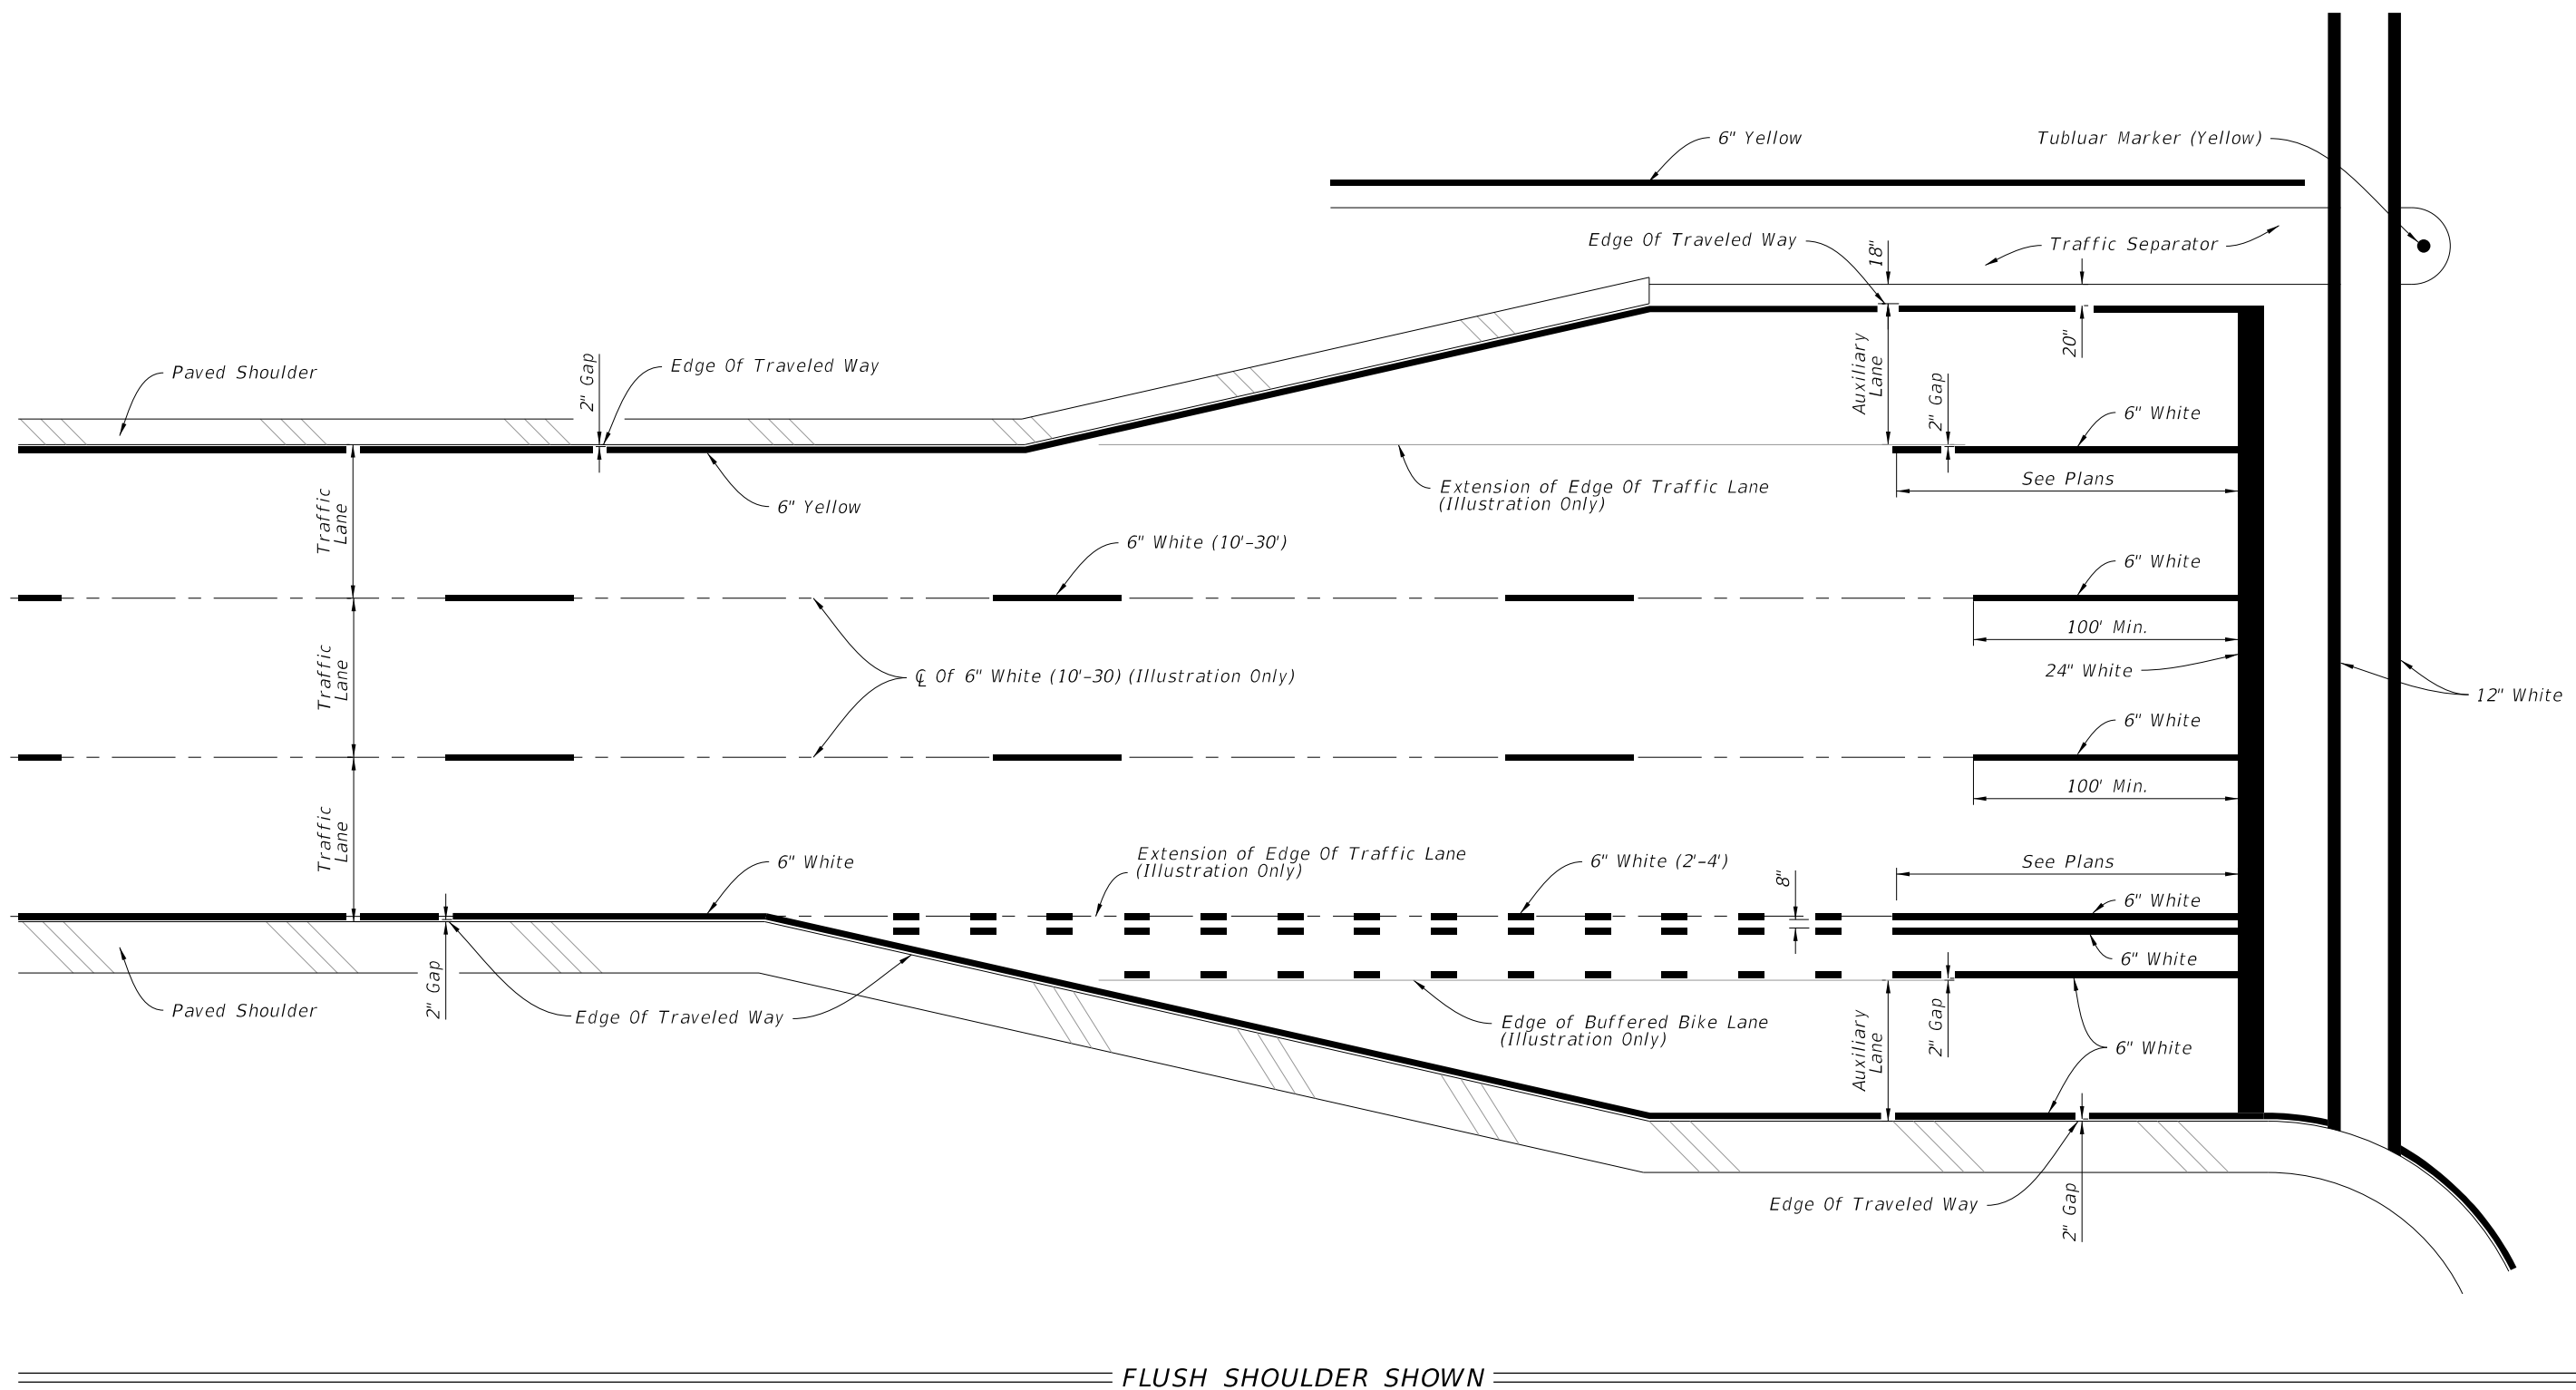 6" Yellow
Tubluar Marker (Yellow)
Edge Of Traveled Way
18"
Traffic Separator
20"
Paved Shoulder
2" Gap
Edge Of Traveled Way
Auxiliary
Lane
2" Gap
6" White
6" Yellow
Extension of Edge Of Traffic Lane
(Illustration Only)
See Plans
Traffic
Lane
6" White (10'-30')
6" White
100' Min.
Traffic
Lane
℄ Of 6" White (10'-30) (Illustration Only)
24" White
12" White
6" White
100' Min.
Traffic
Lane
6" White
Extension of Edge Of Traffic Lane
(Illustration Only)
6" White (2'-4')
8"
See Plans
6" White
6" White
Paved Shoulder
2" Gap
Edge Of Traveled Way
Edge of Buffered Bike Lane
(Illustration Only)
Auxiliary
Lane
2" Gap
6" White
Edge Of Traveled Way
2" Gap
FLUSH SHOULDER SHOWN